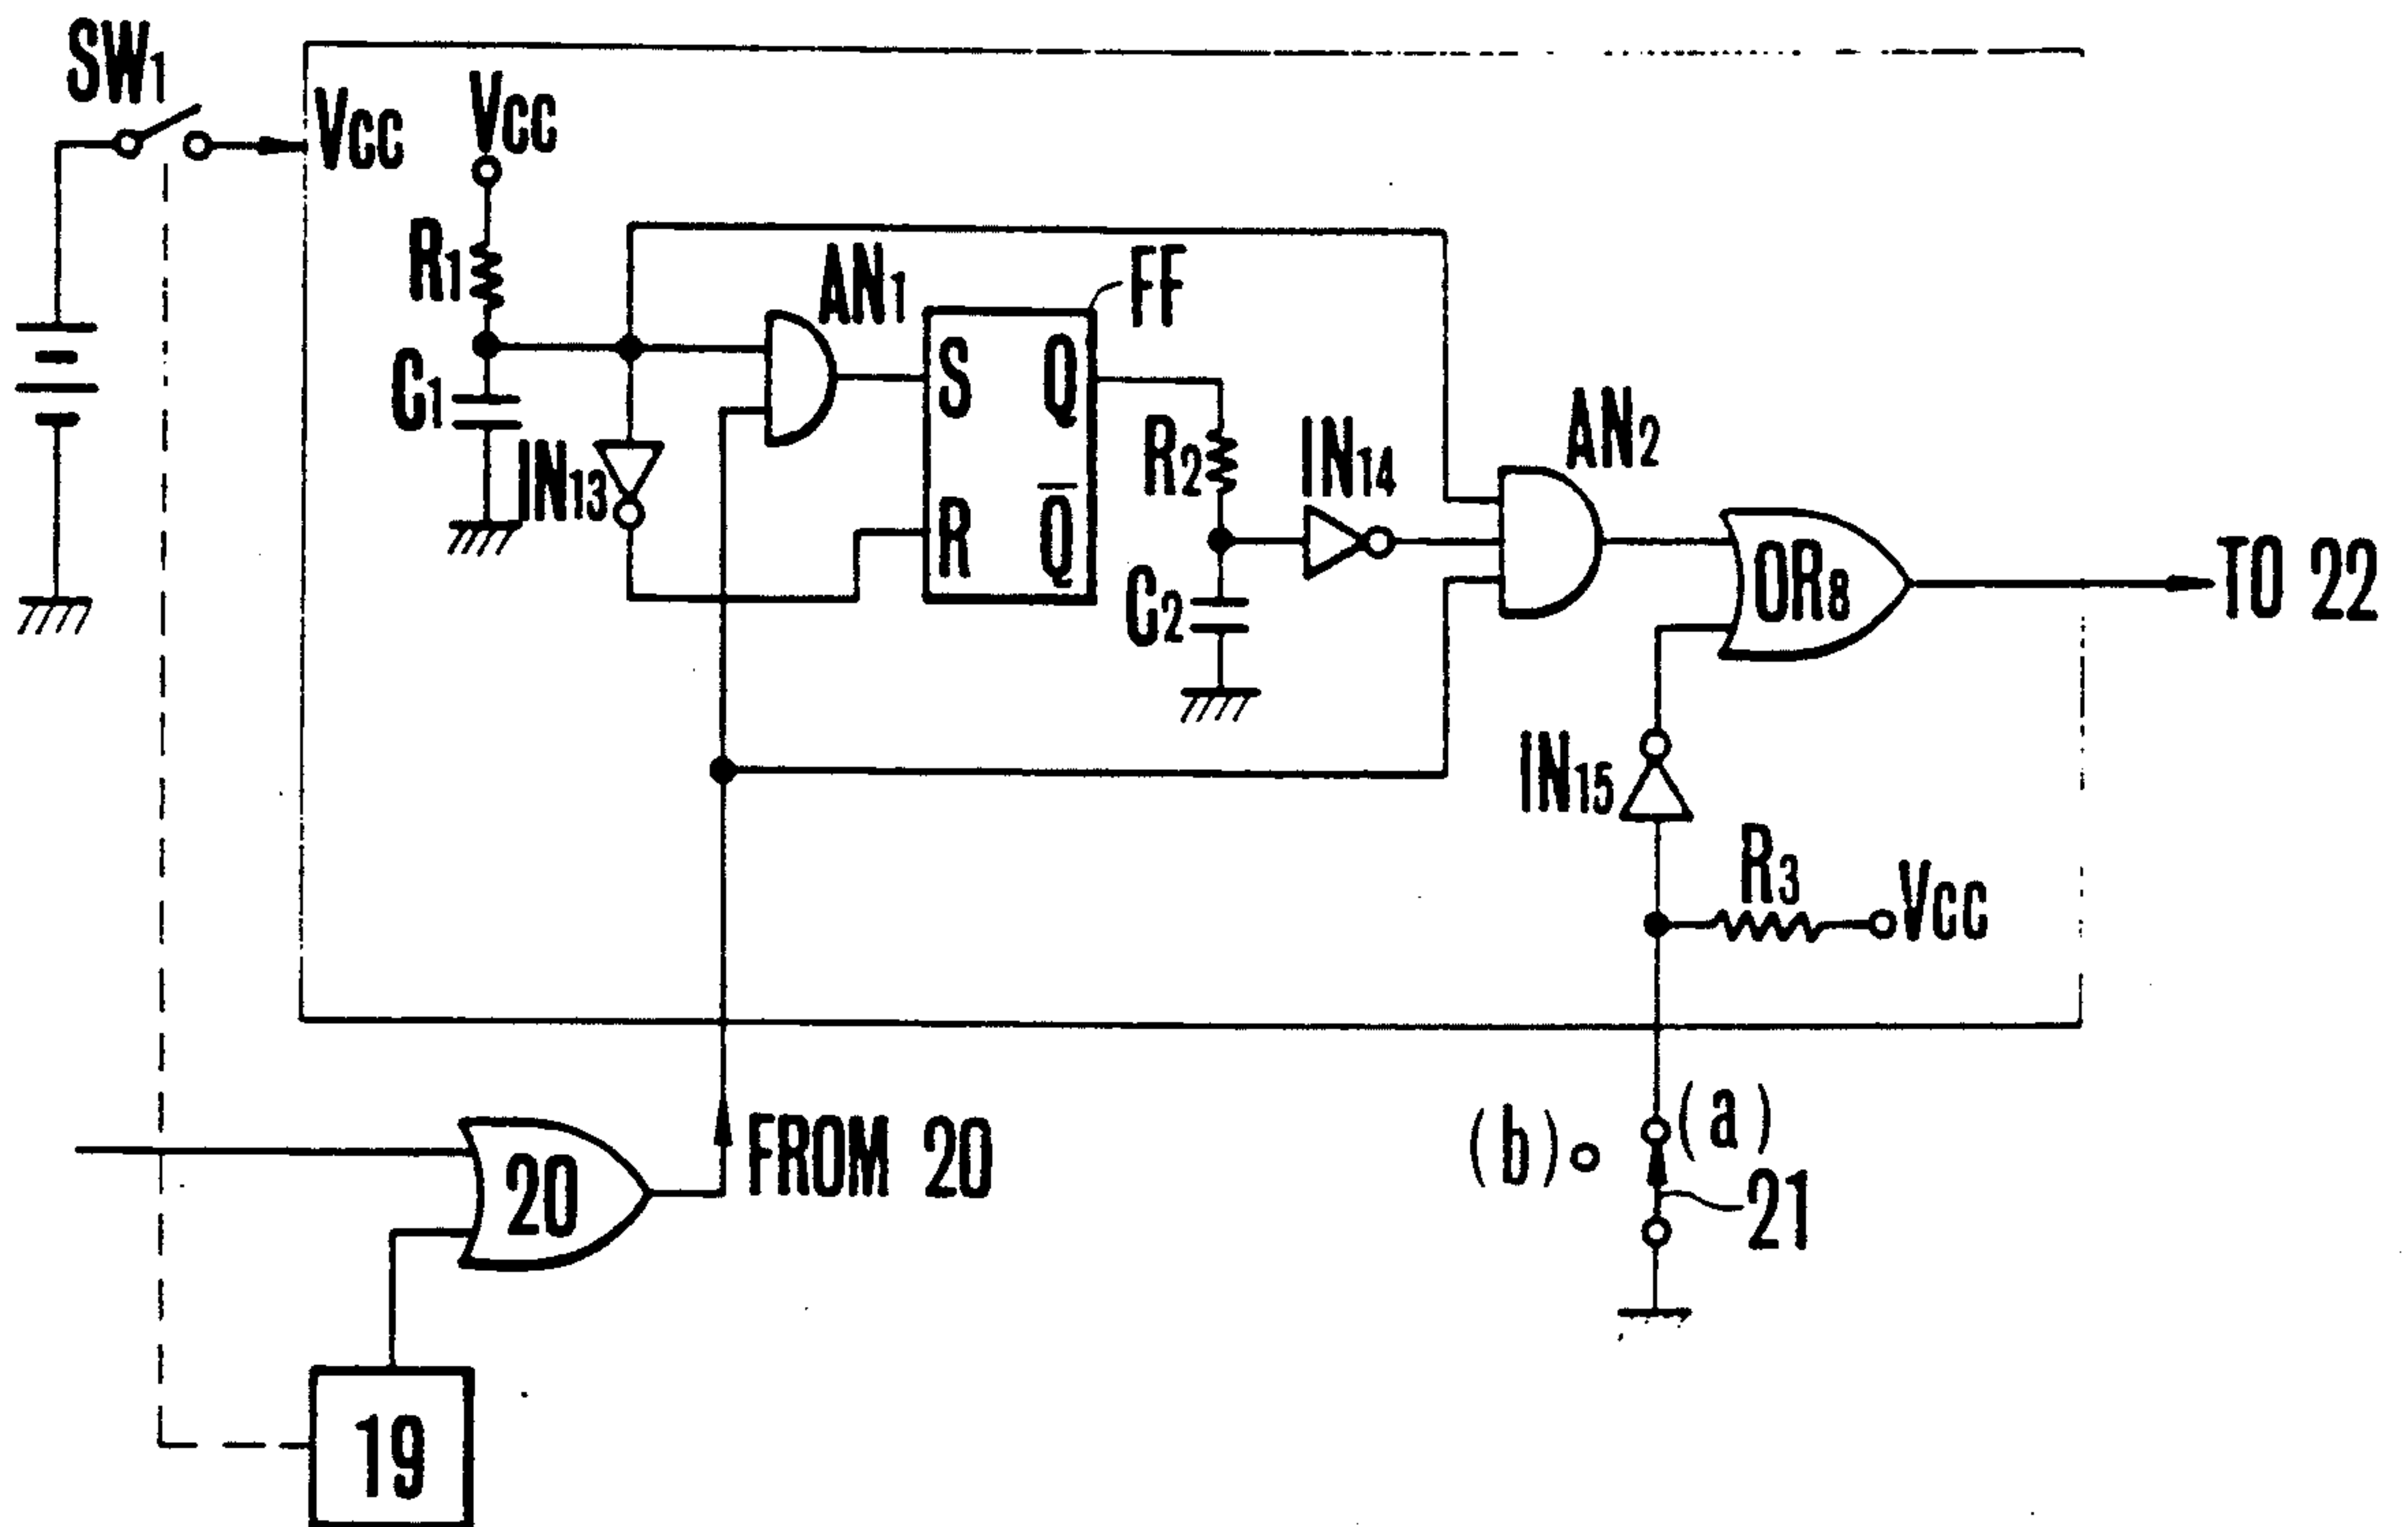 SW1
VCC
VCC
R1
AN1
FF
C1
S
Q
IN13
R
Q̅
R2
IN14
AN2
C2
OR8
TO 22
IN15
R3
VCC
FROM 20
20
(b)
(a)
21
19